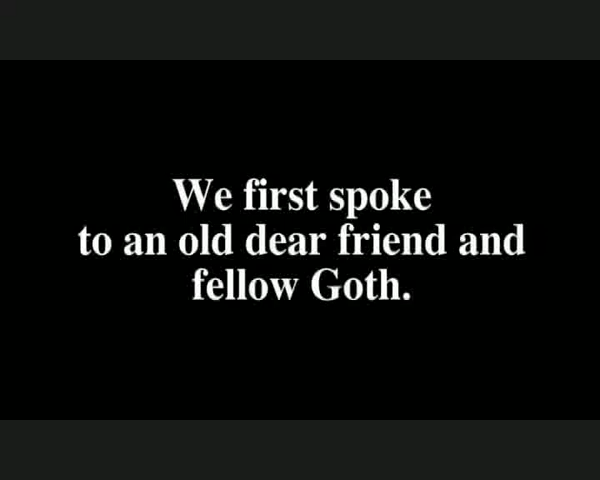 We first spoke
to an old dear friend and
fellow Goth.